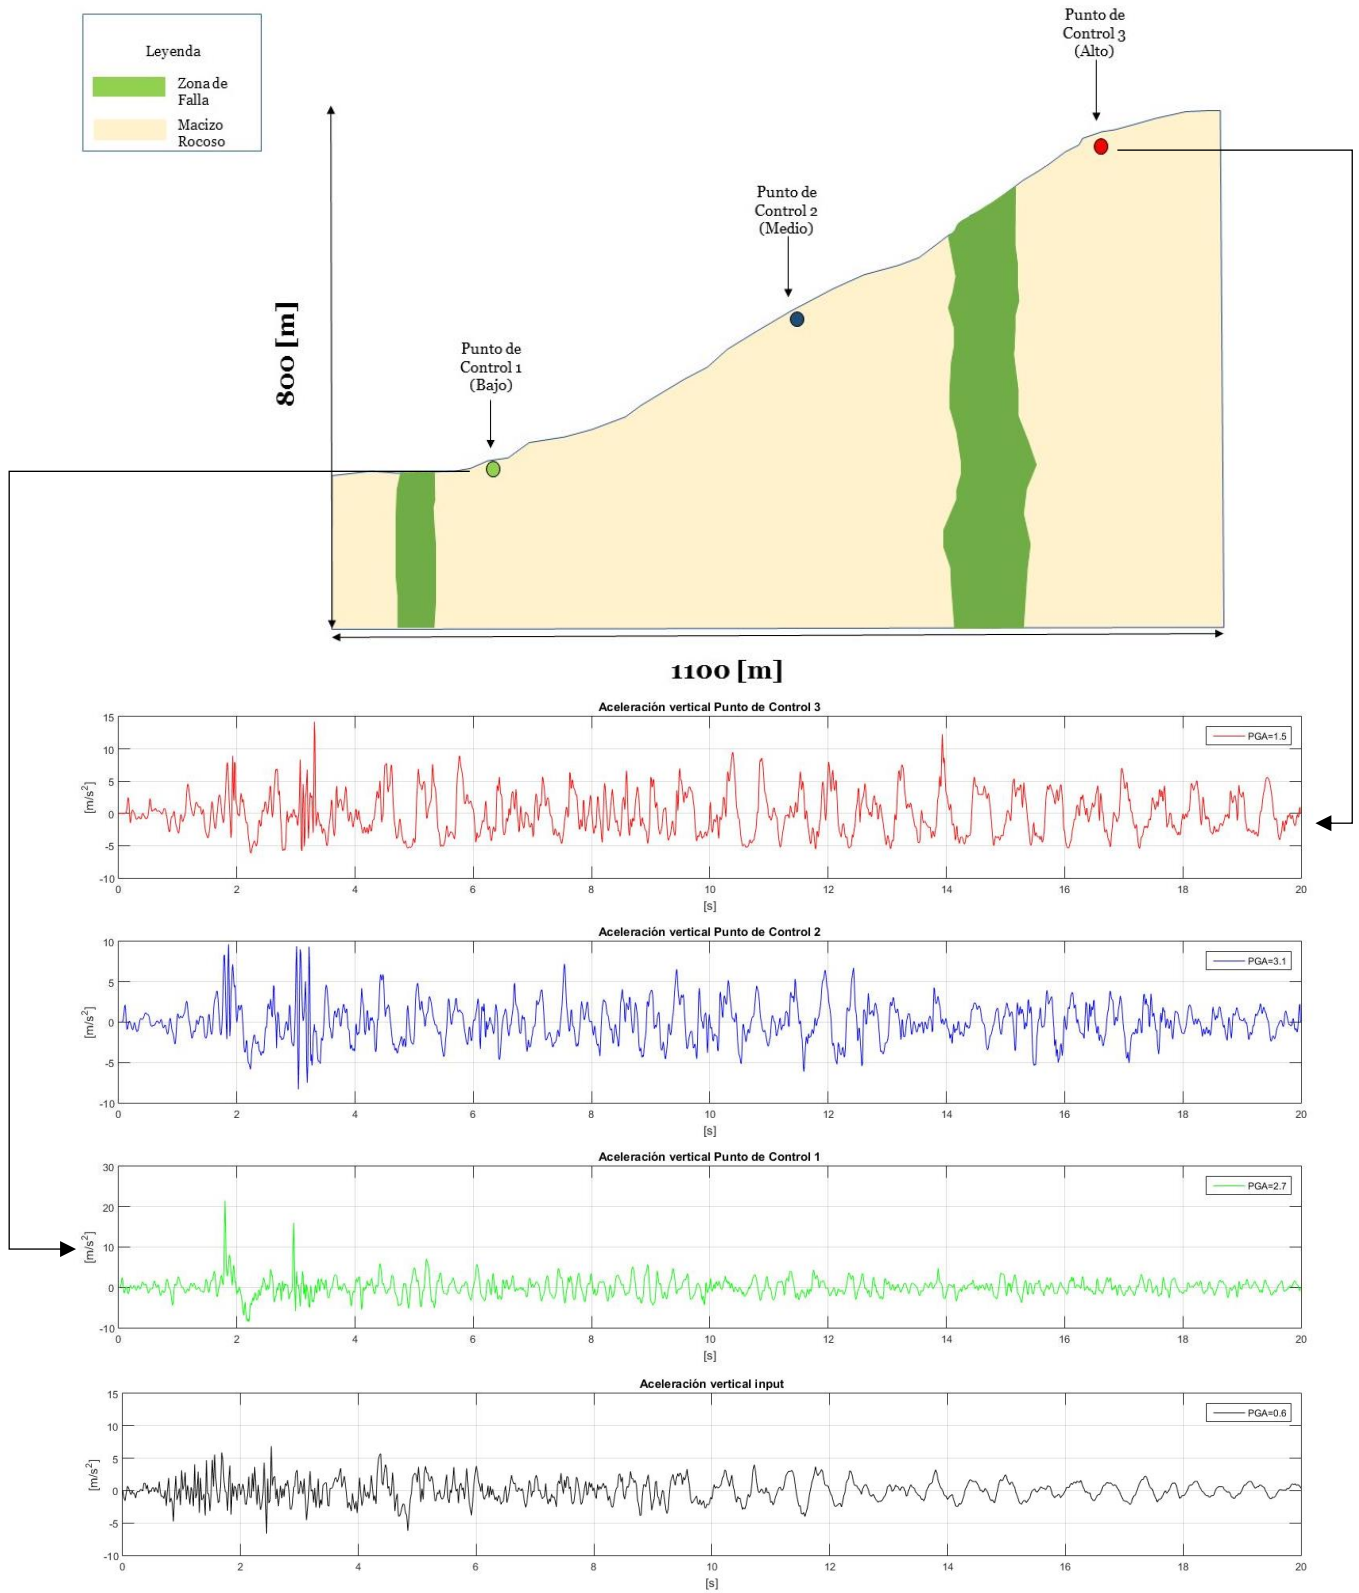 Leyenda
Zona de
Falla
Macizo
Rocoso
Punto de
Control 3
(Alto)
Punto de
Control 2
(Medio)
Punto de
Control 1
(Bajo)
800 [m]
1100 [m]
Aceleración vertical Punto de Control 3
PGA=1.5
15
10
5
0
-5
-10
[m/s²]
0 2 4 6 8 10 12 14 16 18 20
[s]
Aceleración vertical Punto de Control 2
PGA=3.1
10
5
0
-5
-10
[m/s²]
0 2 4 6 8 10 12 14 16 18 20
[s]
Aceleración vertical Punto de Control 1
PGA=2.7
30
20
10
0
-10
[m/s²]
0 2 4 6 8 10 12 14 16 18 20
[s]
Aceleración vertical input
PGA=0.6
15
10
5
0
-5
-10
[m/s²]
0 2 4 6 8 10 12 14 16 18 20
[s]